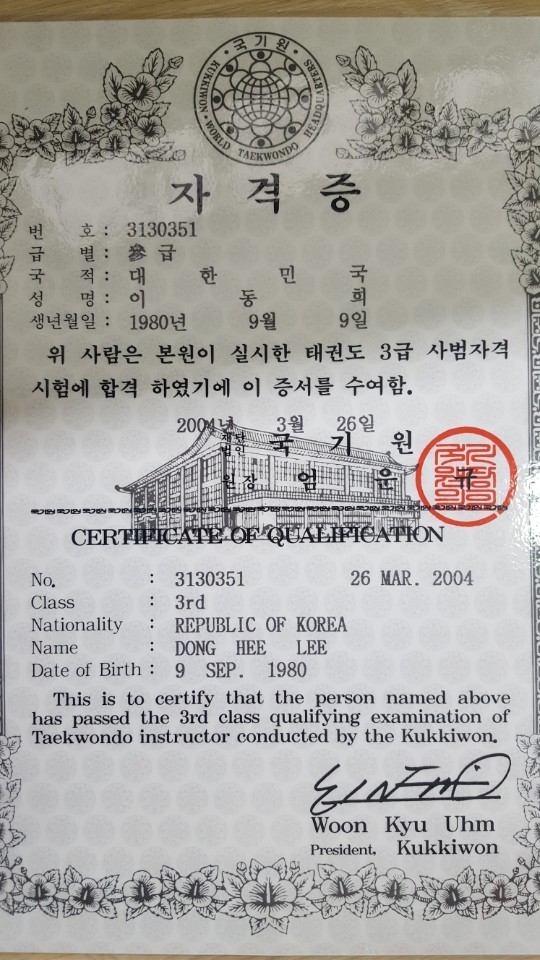 국기원
KUKKIWON · WORLD TAEKWONDO HEADQUARTERS
자격증
번 호 : 3130351
급 별 : 參 급
국 적 : 대 한 민 국
성 명 : 이 동 희
생년월일 : 1980년 9월 9일
위 사람은 본원이 실시한 태권도 3급 사범자격
시험에 합격 하였기에 이 증서를 수여함.
2004년 3월 26일
재단법인 국 기 원
원장 엄 운 규
CERTIFICATE OF QUALIFICATION
No. : 3130351 26 MAR. 2004
Class : 3rd
Nationality : REPUBLIC OF KOREA
Name : DONG HEE LEE
Date of Birth : 9 SEP. 1980
This is to certify that the person named above
has passed the 3rd class qualifying examination of
Taekwondo instructor conducted by the Kukkiwon.
Woon Kyu Uhm
President. Kukkiwon